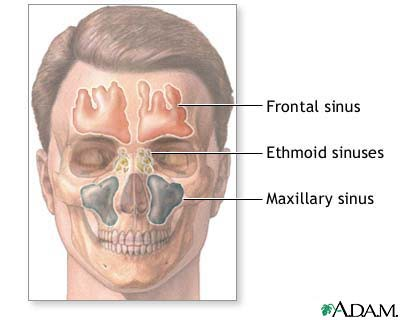 Frontal sinus
Ethmoid sinuses
Maxillary sinus
A.D.A.M.